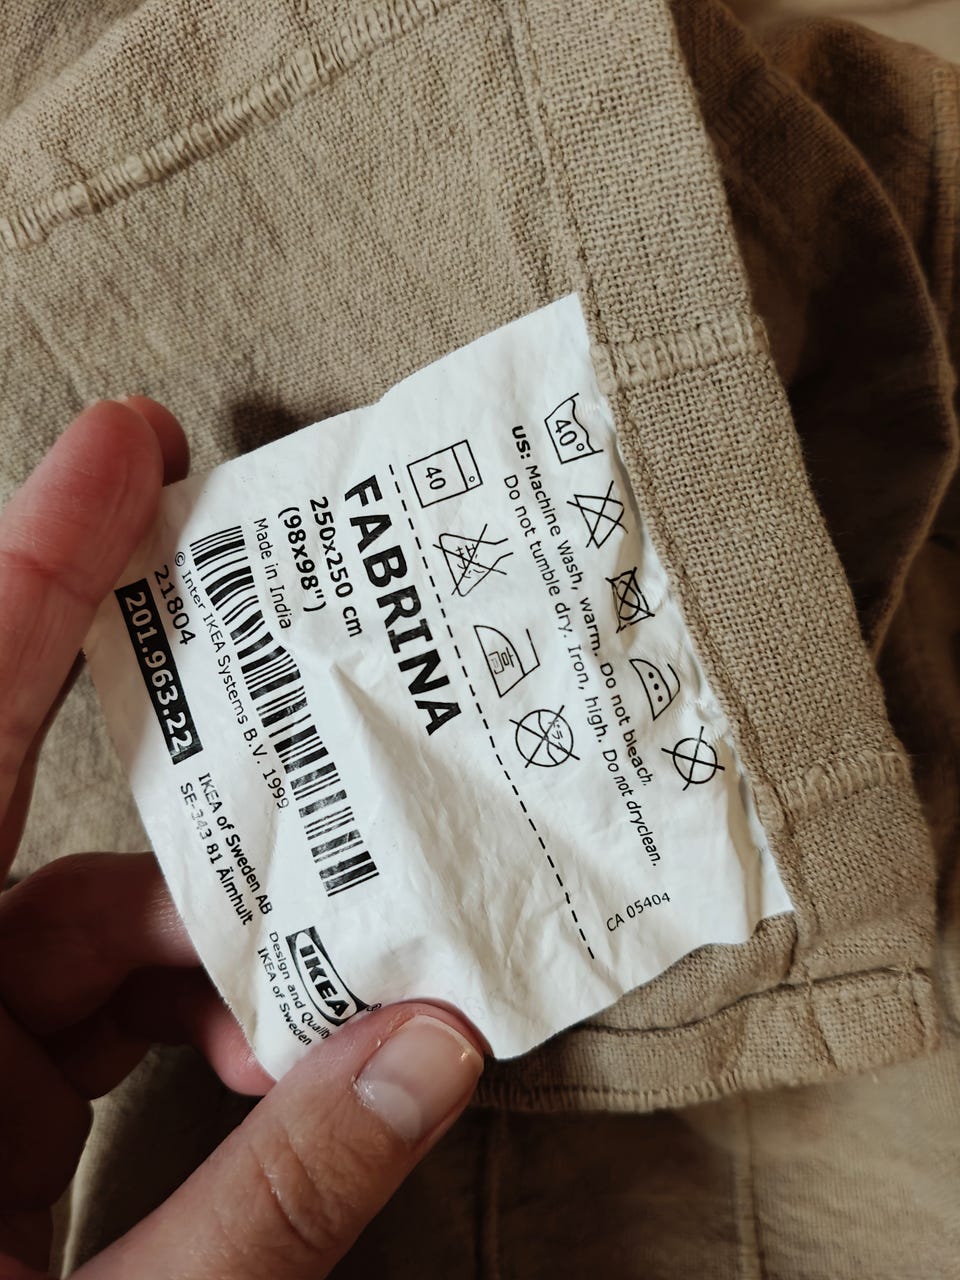 40°
US: Machine Wash, warm. Do not bleach.
Do not tumble dry. Iron, high. Do not dryclean.
CA 05404
40
FABRINA
250x250 cm
(98x98")
Made in India
© Inter IKEA Systems B.V. 1999
21804
201.963.22
IKEA of Sweden AB
SE-343 81 Älmhult
IKEA
Design and Quality
IKEA of Sweden